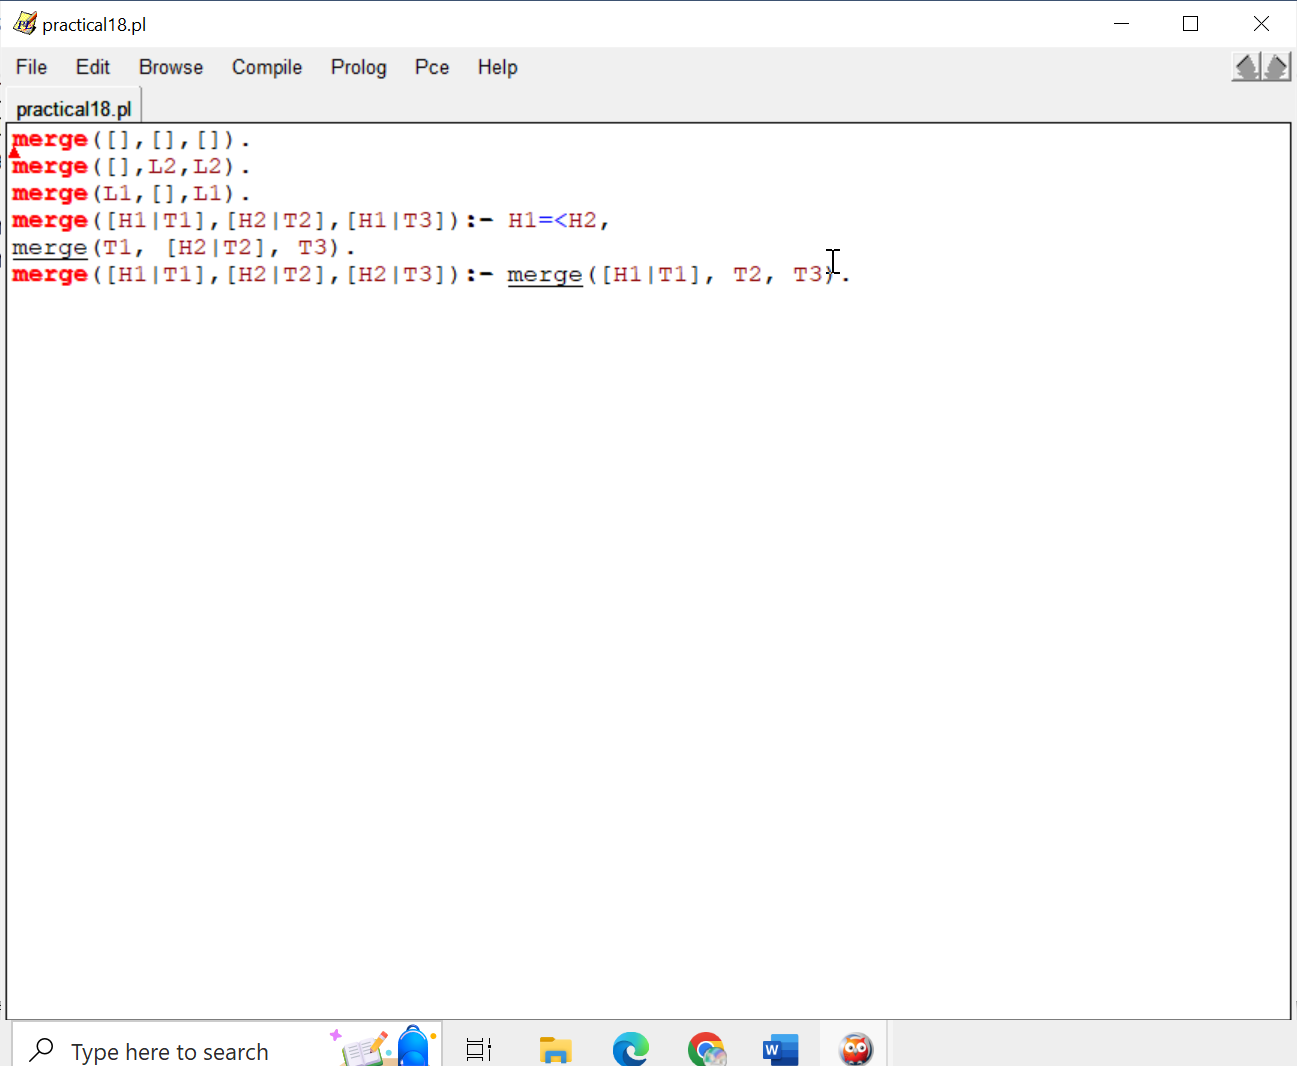 practical18.pl
File Edit Browse Compile Prolog Pce Help
practical18.pl
merge([],[],[]).
merge([],L2,L2).
merge(L1,[],L1).
merge([H1|T1],[H2|T2],[H1|T3]):- H1=<H2,
merge(T1, [H2|T2], T3).
merge([H1|T1],[H2|T2],[H2|T3]):- merge([H1|T1], T2, T3).
Type here to search